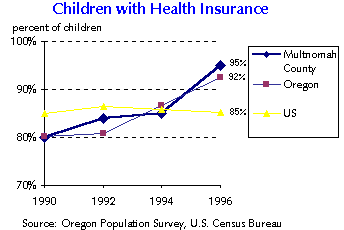 Children with Health Insurance
percent of children
100%
90%
80%
70%
95%
92%
85%
1990 1992 1994 1996
Multnomah
County
Oregon
US
Source: Oregon Population Survey, U.S. Census Bureau